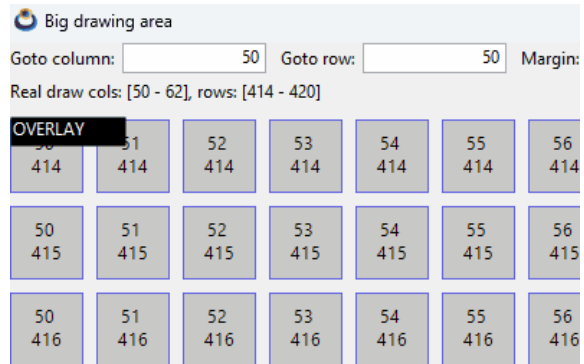 Big drawing area
Goto column: 50 Goto row: 50 Margin:
Real draw cols: [50 - 62], rows: [414 - 420]
OVERLAY
51 52 53 54 55 56
414 414 414 414 414 414 414
50 51 52 53 54 55 56
415 415 415 415 415 415 415
50 51 52 53 54 55 56
416 416 416 416 416 416 416